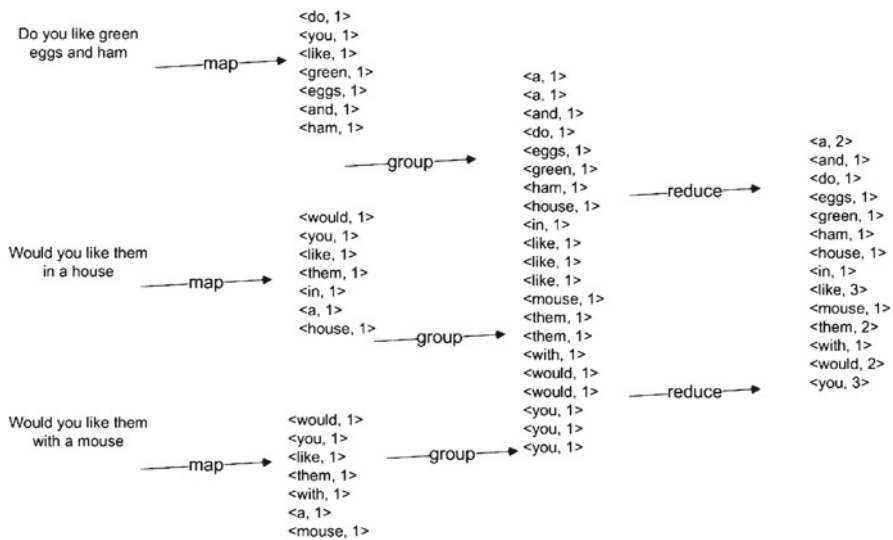 Do you like green
eggs and ham
map
<do, 1>
<you, 1>
<like, 1>
<green, 1>
<eggs, 1>
<and, 1>
<ham, 1>
group
Would you like them
in a house
map
<would, 1>
<you, 1>
<like, 1>
<them, 1>
<in, 1>
<a, 1>
<house, 1>
group
Would you like them
with a mouse
map
<would, 1>
<you, 1>
<like, 1>
<them, 1>
<with, 1>
<a, 1>
<mouse, 1>
group
<a, 1>
<a, 1>
<and, 1>
<do, 1>
<eggs, 1>
<green, 1>
<ham, 1>
<house, 1>
<in, 1>
<like, 1>
<like, 1>
<like, 1>
<mouse, 1>
<them, 1>
<them, 1>
<with, 1>
<would, 1>
<would, 1>
<you, 1>
<you, 1>
<you, 1>
reduce
reduce
<a, 2>
<and, 1>
<do, 1>
<eggs, 1>
<green, 1>
<ham, 1>
<house, 1>
<in, 1>
<like, 3>
<mouse, 1>
<them, 2>
<with, 1>
<would, 2>
<you, 3>